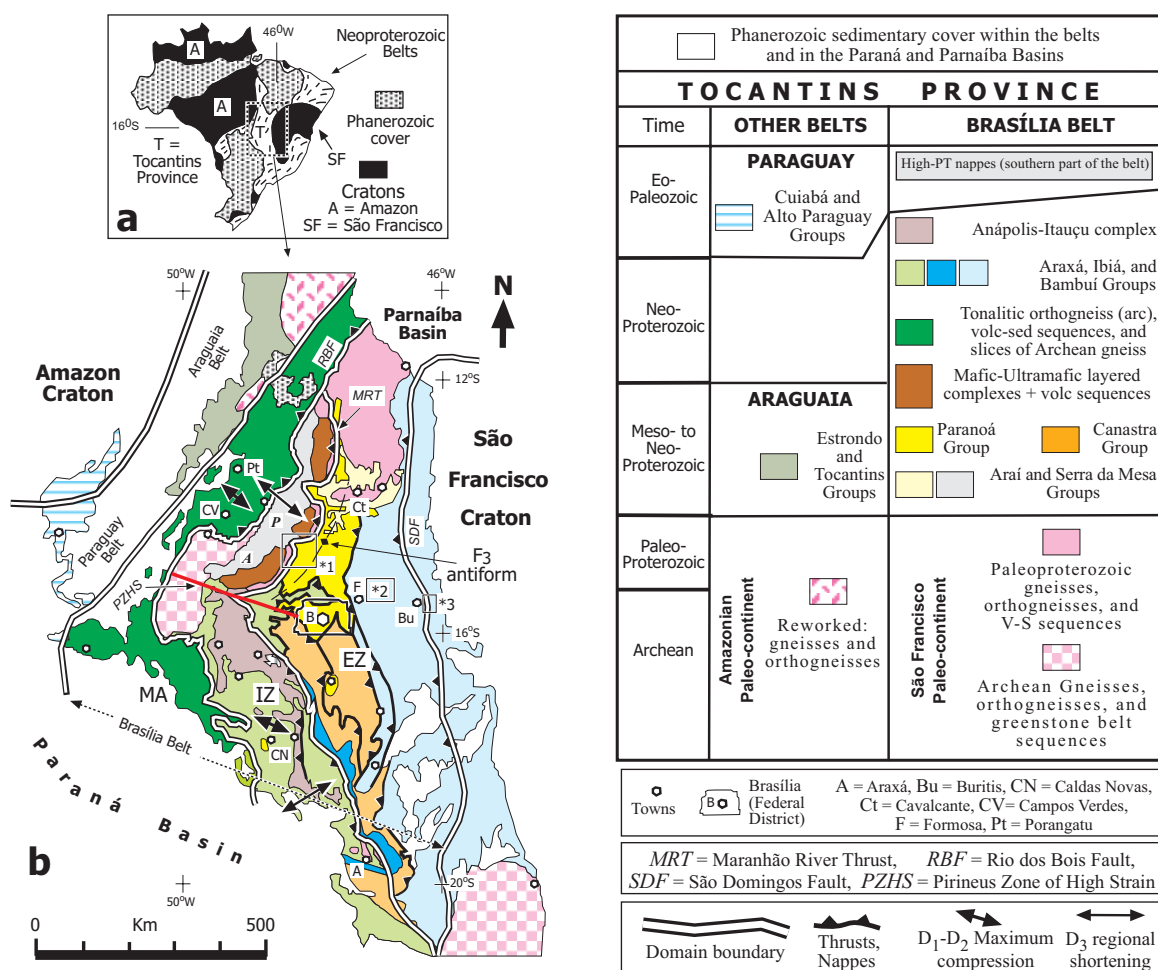 46⁰W
Neoproterozoic
Belts
A
A
16⁰S
T
T =
Tocantins
Province
Phanerozoic
cover
SF
Cratons
A = Amazon
SF = São Francisco
a
50⁰W
46⁰W
N
Parnaíba
Basin
Araguaia
Belt
RBF
Amazon
Craton
12⁰S
MRT
São
Francisco
Craton
Pt
CV
Ct
P
SDF
Paraguay
Belt
F3
antiform
A
*1
PZHS
F
*2
*3
B
Bu
16⁰S
EZ
MA
IZ
Brasília Belt
CN
Paraná Basin
b
A
20⁰S
50⁰W
0
Km
500
Phanerozoic sedimentary cover within the belts
and in the Paraná and Parnaíba Basins
TOCANTINS PROVINCE
Time
OTHER BELTS
BRASÍLIA BELT
Eo-
Paleozoic
PARAGUAY
Cuiabá and
Alto Paraguay
Groups
High-PT nappes (southern part of the belt)
Anápolis-Itauçu complex
Araxá, Ibiá, and
Bambuí Groups
Neo-
Proterozoic
Tonalitic orthogneiss (arc),
volc-sed sequences, and
slices of Archean gneiss
Mafic-Ultramafic layered
complexes + volc sequences
Meso- to
Neo-
Proterozoic
ARAGUAIA
Estrondo
and
Tocantins
Groups
Paranoá
Group
Canastra
Group
Araí and Serra da Mesa
Groups
Paleo-
Proterozoic
Archean
Amazonian
Paleo-continent
Reworked:
gneisses and
orthogneisses
São Francisco
Paleo-continent
Paleoproterozoic
gneisses,
orthogneisses, and
V-S sequences
Archean Gneisses,
orthogneisses, and
greenstone belt
sequences
Towns
B
Brasília
(Federal
District)
A = Araxá, Bu = Buritis, CN = Caldas Novas,
Ct = Cavalcante, CV= Campos Verdes,
F = Formosa, Pt = Porangatu
MRT = Maranhão River Thrust, RBF = Rio dos Bois Fault,
SDF = São Domingos Fault, PZHS = Pirineus Zone of High Strain
Domain boundary
Thrusts,
Nappes
D1-D2 Maximum
compression
D3 regional
shortening